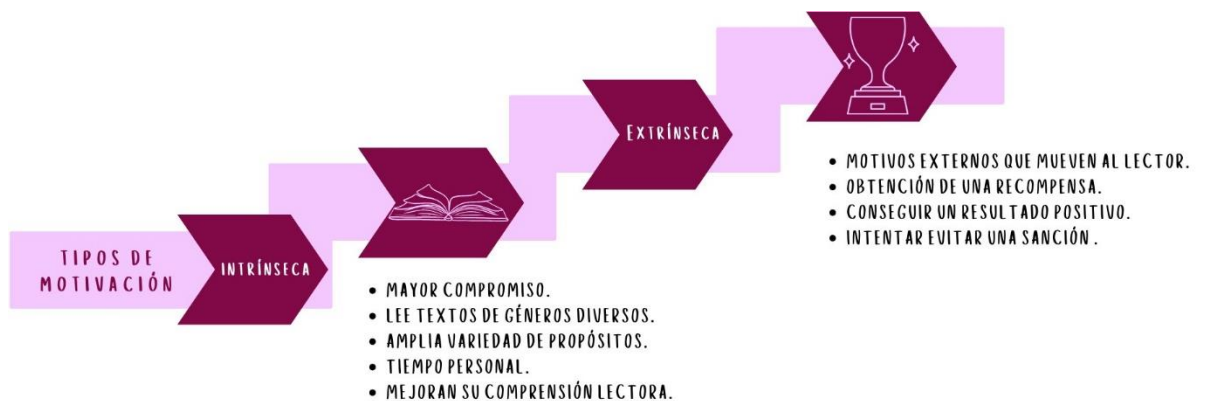 TIPOS DE
MOTIVACIÓN
INTRÍNSECA
• MAYOR COMPROMISO.
• LEE TEXTOS DE GÉNEROS DIVERSOS.
• AMPLIA VARIEDAD DE PROPÓSITOS.
• TIEMPO PERSONAL.
• MEJORAN SU COMPRENSIÓN LECTORA.
EXTRÍNSECA
• MOTIVOS EXTERNOS QUE MUEVEN AL LECTOR.
• OBTENCIÓN DE UNA RECOMPENSA.
• CONSEGUIR UN RESULTADO POSITIVO.
• INTENTAR EVITAR UNA SANCIÓN .